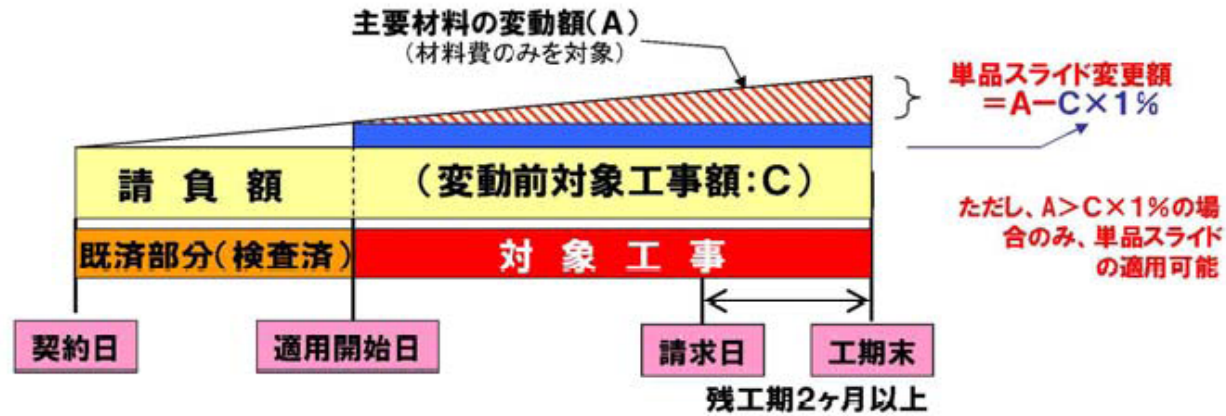 主要材料の変動額(A)
(材料費のみを対象)
単品スライド変更額
=A-C×1%
請負額
(変動前対象工事額:C)
ただし、A>C×1%の場
合のみ、単品スライド
の適用可能
既済部分(検査済)
対象工事
契約日
適用開始日
請求日
工期末
残工期2ヶ月以上